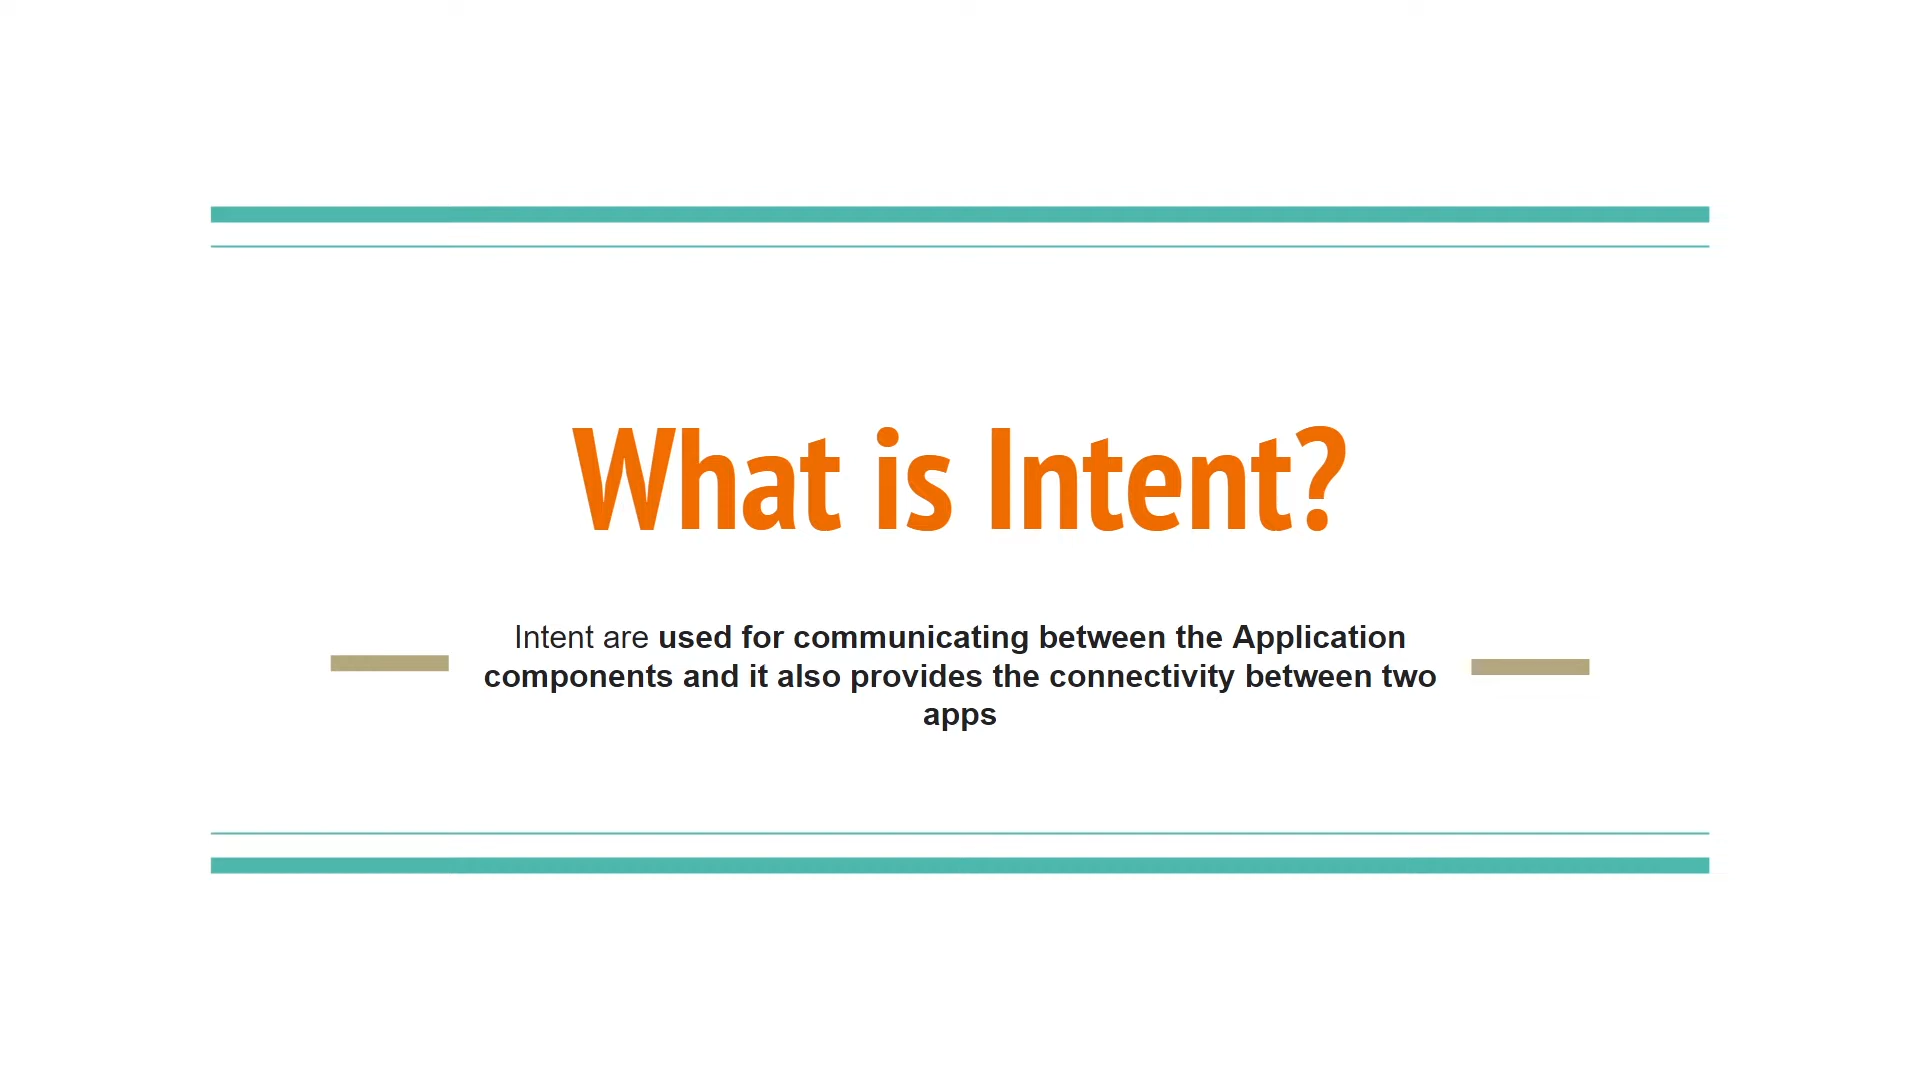 What is Intent?
Intent are used for communicating between the Application
components and it also provides the connectivity between two
apps